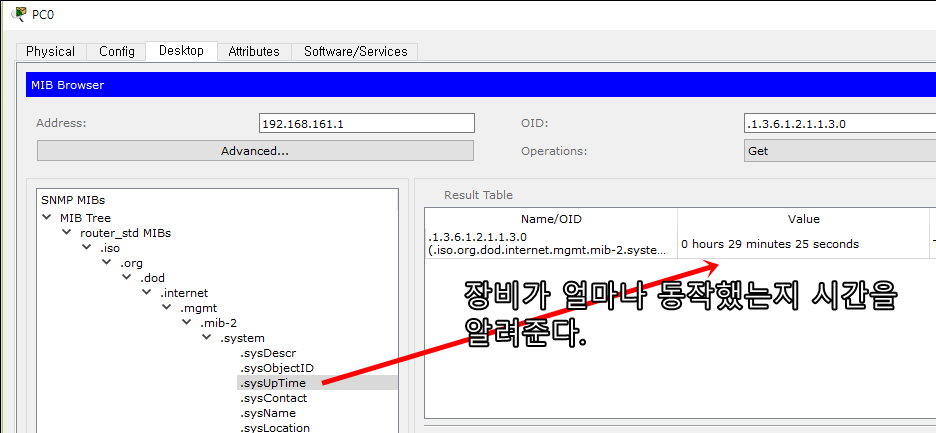 PC0
Physical Config Desktop Attributes Software/Services
MIB Browser
Address: 192.168.161.1 OID: .1.3.6.1.2.1.1.3.0
Advanced... Operations: Get
SNMP MIBs
MIB Tree
router_std MIBs
.iso
.org
.dod
.internet
.mgmt
.mib-2
.system
.sysDescr
.sysObjectID
.sysUpTime
.sysContact
.sysName
.sysLocation
Result Table
Name/OID Value
.1.3.6.1.2.1.1.3.0
(.iso.org.dod.internet.mgmt.mib-2.syste... 0 hours 29 minutes 25 seconds
장비가 얼마나 동작했는지 시간을
알려준다.